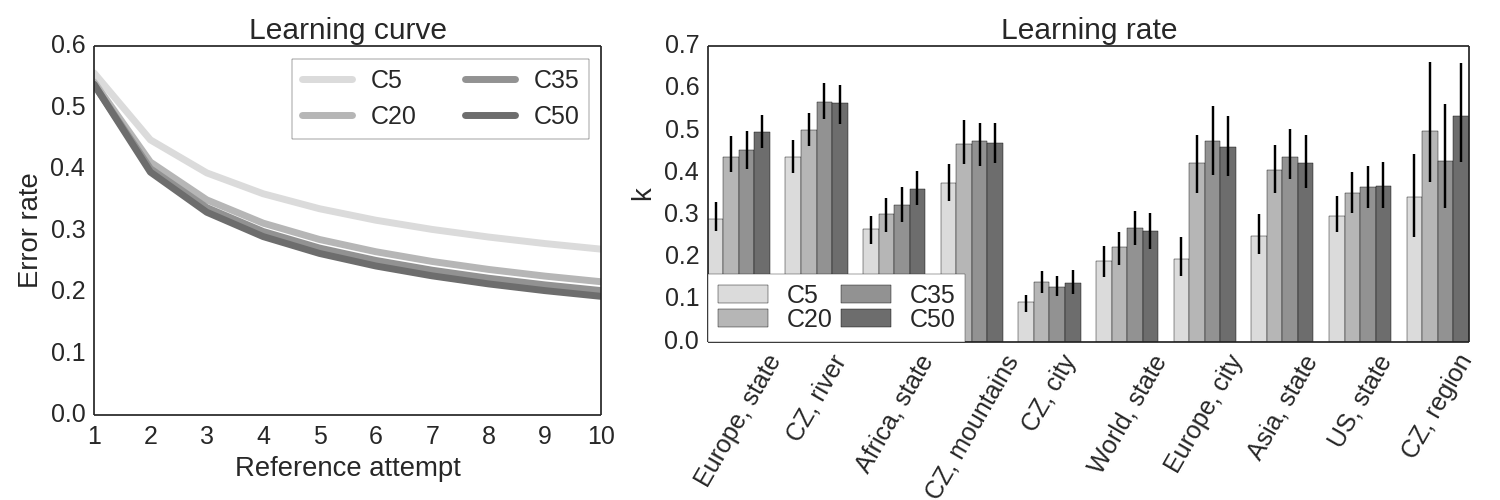 Learning curve
0.6
0.5
0.4
0.3
0.2
0.1
0.0
Error rate
C5 C35
C20 C50
1 2 3 4 5 6 7 8 9 10
Reference attempt
Learning rate
0.7
0.6
0.5
0.4
0.3
0.2
0.1
0.0
k
C5 C35
C20 C50
Europe, state
CZ, river
Africa, state
CZ, mountains
CZ, city
World, state
Europe, city
Asia, state
US, state
CZ, region